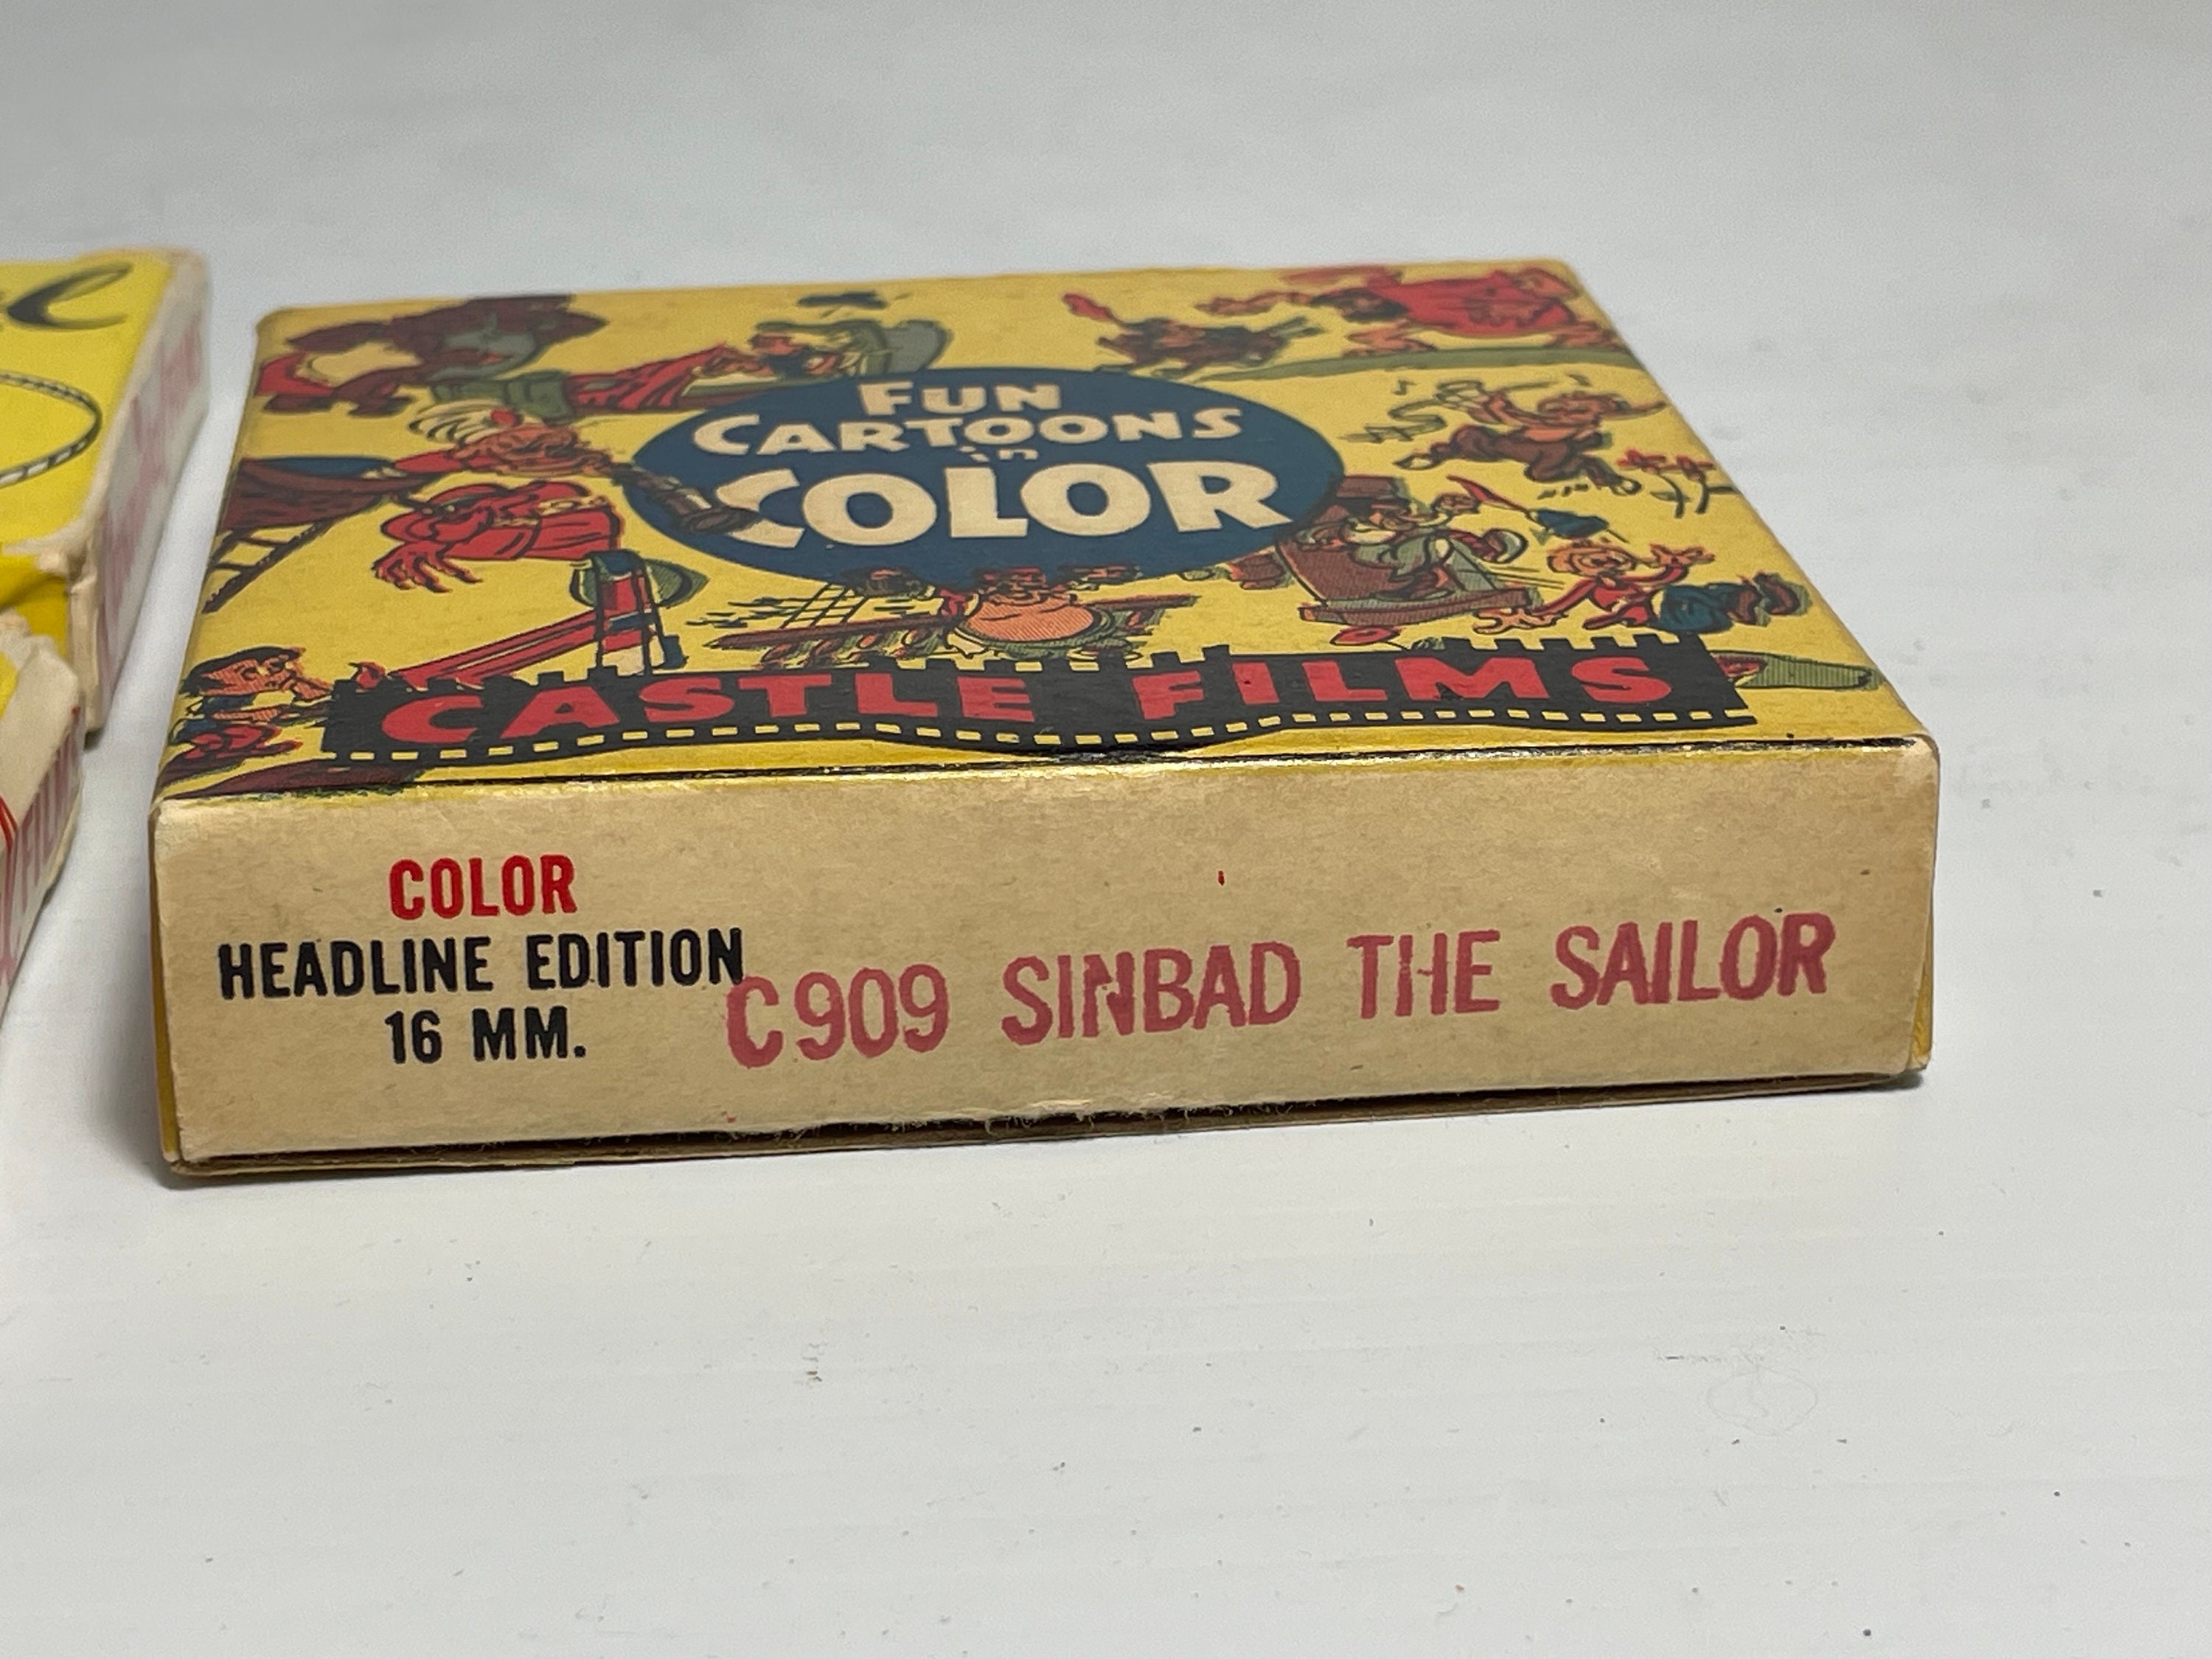 FUN
CARTOONS
in
COLOR
CASTLE FILMS
COLOR
HEADLINE EDITION
16 MM.
C909 SINBAD THE SAILOR